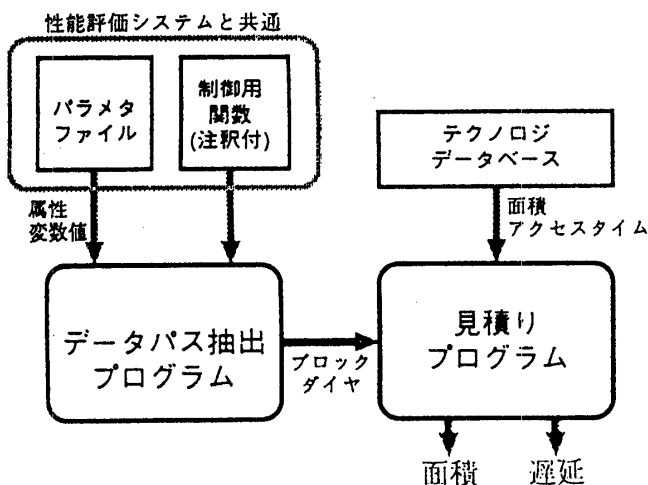 性能評価システムと共通
パラメタ
ファイル
制御用
関数
(注釈付)
テクノロジ
データベース
属性
変数値
面積
アクセスタイム
データパス抽出
プログラム
ブロック
ダイヤ
見積り
プログラム
面積
遅延